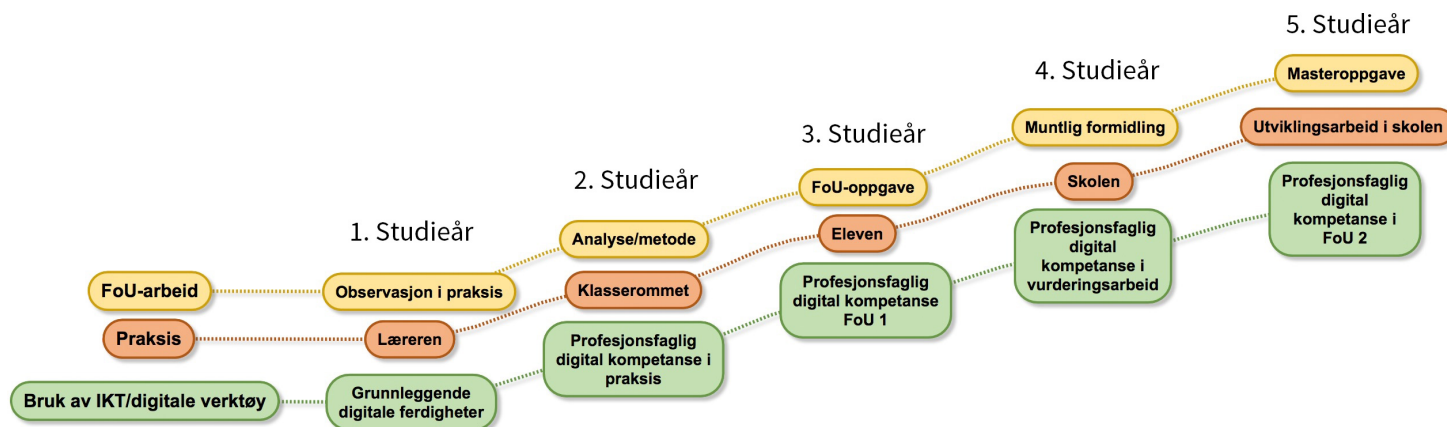 FoU-arbeid
Praksis
Bruk av IKT/digitale verktøy
1. Studieår
Observasjon i praksis
Læreren
Grunnleggende
digitale ferdigheter
2. Studieår
Analyse/metode
Klasserommet
Profesjonsfaglig
digital kompetanse i
praksis
3. Studieår
FoU-oppgave
Eleven
Profesjonsfaglig
digital kompetanse
FoU 1
4. Studieår
Muntlig formidling
Skolen
Profesjonsfaglig
digital
kompetanse i
vurderingsarbeid
5. Studieår
Masteroppgave
Utviklingsarbeid i skolen
Profesjonsfaglig
digital
kompetanse i
FoU 2